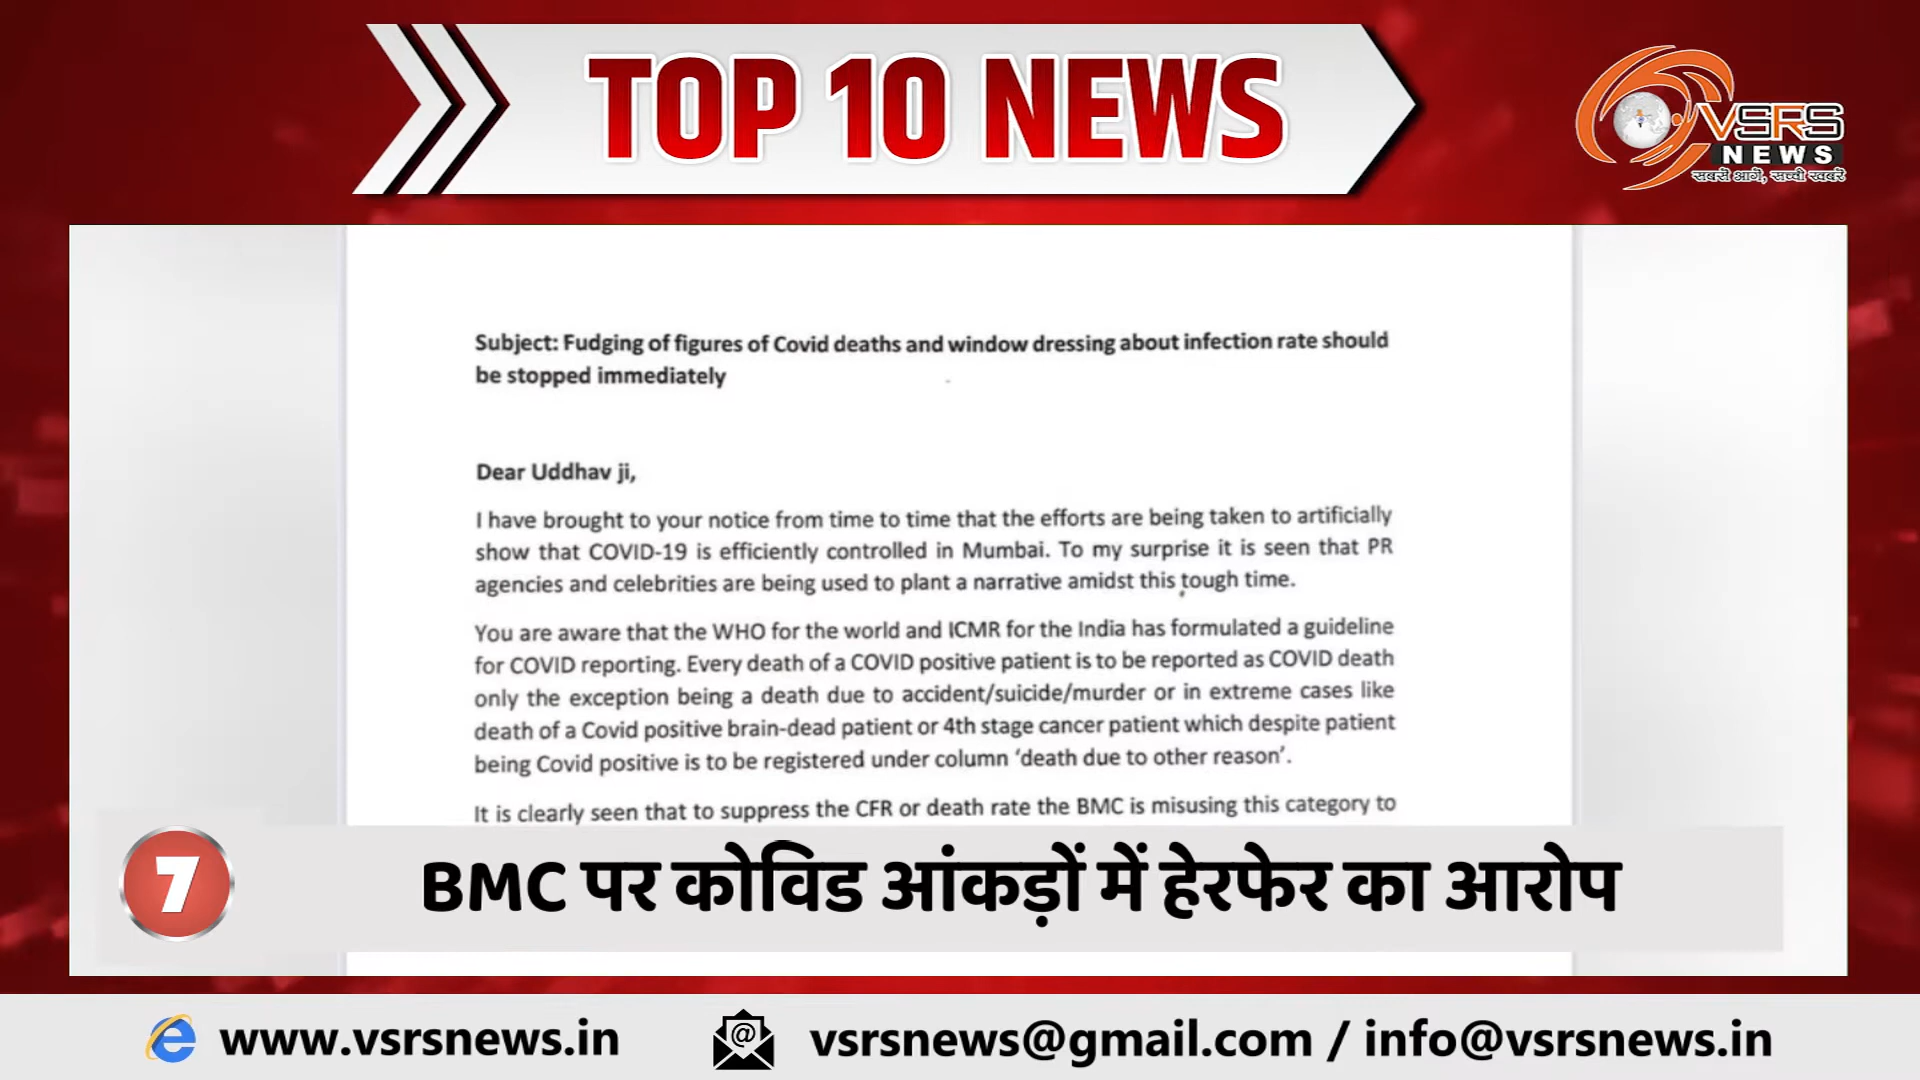 TOP 10 NEWS
VSRS
NEWS
सबसे आगे, सच्ची खबरें
Subject: Fudging of figures of Covid deaths and window dressing about infection rate should
be stopped immediately
Dear Uddhav ji,
I have brought to your notice from time to time that the efforts are being taken to artificially
show that COVID-19 is efficiently controlled in Mumbai. To my surprise it is seen that PR
agencies and celebrities are being used to plant a narrative amidst this tough time.
You are aware that the WHO for the world and ICMR for the India has formulated a guideline
for COVID reporting. Every death of a COVID positive patient is to be reported as COVID death
only the exception being a death due to accident/suicide/murder or in extreme cases like
death of a Covid positive brain-dead patient or 4th stage cancer patient which despite patient
being Covid positive is to be registered under column ‘death due to other reason’.
It is clearly seen that to suppress the CFR or death rate the BMC is misusing this category to
7
BMC पर कोविड आंकड़ों में हेरफेर का आरोप
www.vsrsnews.in
vsrsnews@gmail.com / info@vsrsnews.in